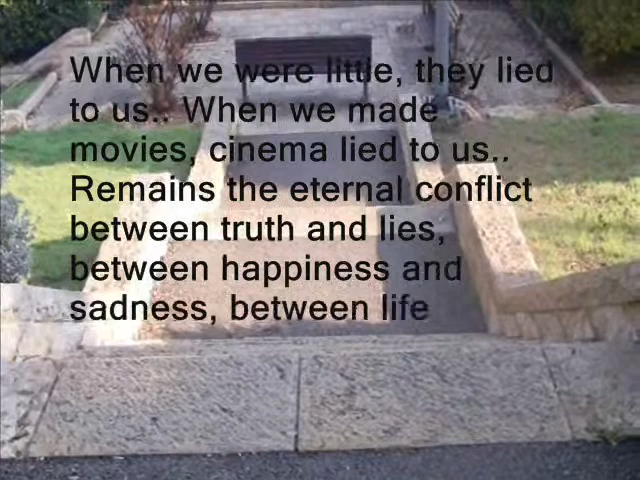 When we were little, they lied
to us.. When we made
movies, cinema lied to us..
Remains the eternal conflict
between truth and lies,
between happiness and
sadness, between life